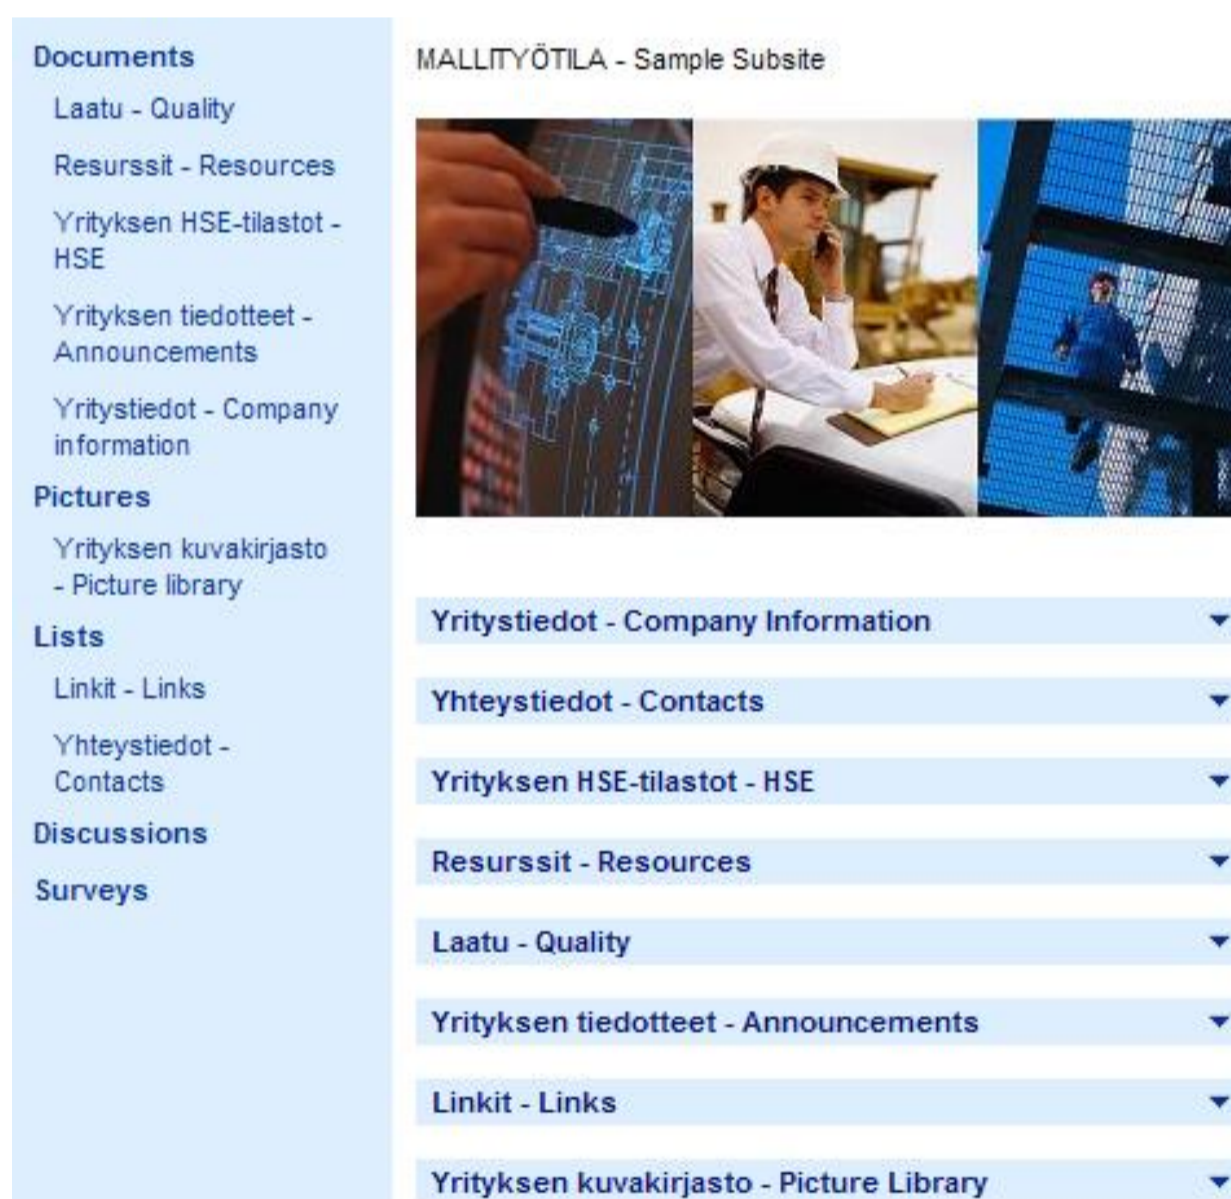 Documents
Laatu - Quality
Resurssit - Resources
Yrityksen HSE-tilastot -
HSE
Yrityksen tiedotteet -
Announcements
Yritystiedot - Company
information
Pictures
Yrityksen kuvakirjasto
- Picture library
Lists
Linkit - Links
Yhteystiedot -
Contacts
Discussions
Surveys
MALLITYÖTILA - Sample Subsite
Yritystiedot - Company Information
Yhteystiedot - Contacts
Yrityksen HSE-tilastot - HSE
Resurssit - Resources
Laatu - Quality
Yrityksen tiedotteet - Announcements
Linkit - Links
Yrityksen kuvakirjasto - Picture Library